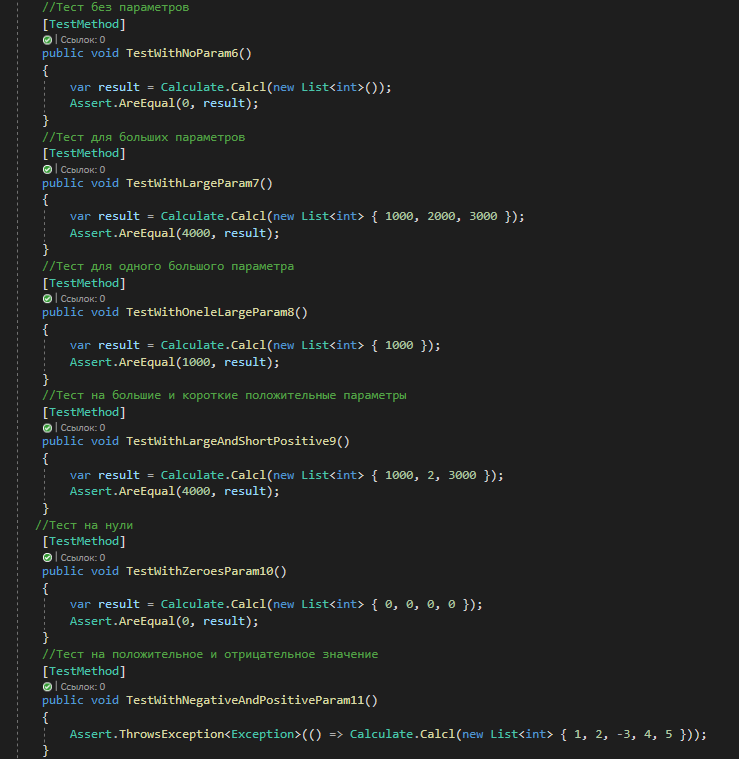 //Тест без параметров
[TestMethod]
| Ссылок: 0
public void TestWithNoParam6()
{
var result = Calculate.Calcl(new List<int>());
Assert.AreEqual(0, result);
}
//Тест для больших параметров
[TestMethod]
| Ссылок: 0
public void TestWithLargeParam7()
{
var result = Calculate.Calcl(new List<int> { 1000, 2000, 3000 });
Assert.AreEqual(4000, result);
}
//Тест для одного большого параметра
[TestMethod]
| Ссылок: 0
public void TestWithOneleLargeParam8()
{
var result = Calculate.Calcl(new List<int> { 1000 });
Assert.AreEqual(1000, result);
}
//Тест на большие и короткие положительные параметры
[TestMethod]
| Ссылок: 0
public void TestWithLargeAndShortPositive9()
{
var result = Calculate.Calcl(new List<int> { 1000, 2, 3000 });
Assert.AreEqual(4000, result);
}
//Тест на нули
[TestMethod]
| Ссылок: 0
public void TestWithZeroesParam10()
{
var result = Calculate.Calcl(new List<int> { 0, 0, 0, 0 });
Assert.AreEqual(0, result);
}
//Тест на положительное и отрицательное значение
[TestMethod]
| Ссылок: 0
public void TestWithNegativeAndPositiveParam11()
{
Assert.ThrowsException<Exception>(() => Calculate.Calcl(new List<int> { 1, 2, -3, 4, 5 }));
}